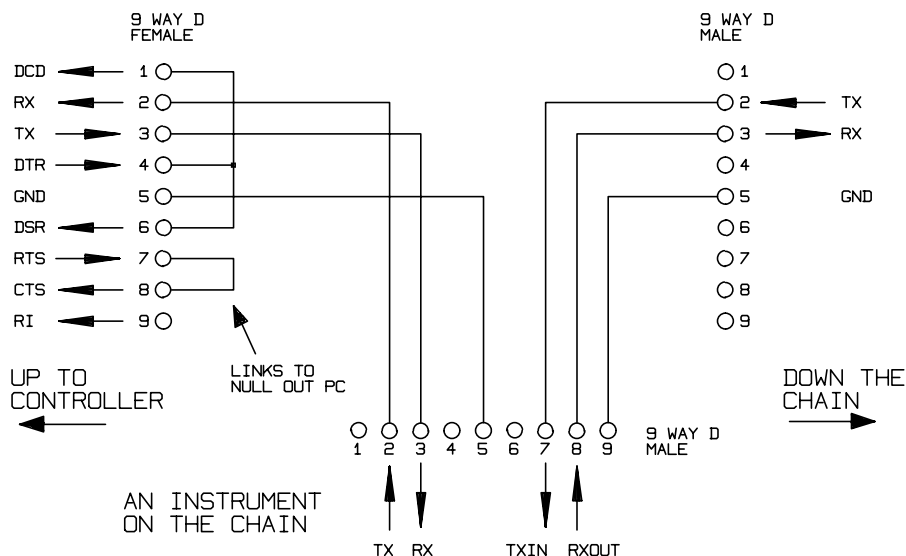 9 WAY D
FEMALE
9 WAY D
MALE
DCD 1
RX 2
TX 3
DTR 4
GND 5
DSR 6
RTS 7
CTS 8
RI 9
1
2 TX
3 RX
4
5 GND
6
7
8
9
LINKS TO
NULL OUT PC
UP TO
CONTROLLER
DOWN THE
CHAIN
1 2 3 4 5 6 7 8 9
9 WAY D
MALE
AN INSTRUMENT
ON THE CHAIN
TX RX TXIN RXOUT